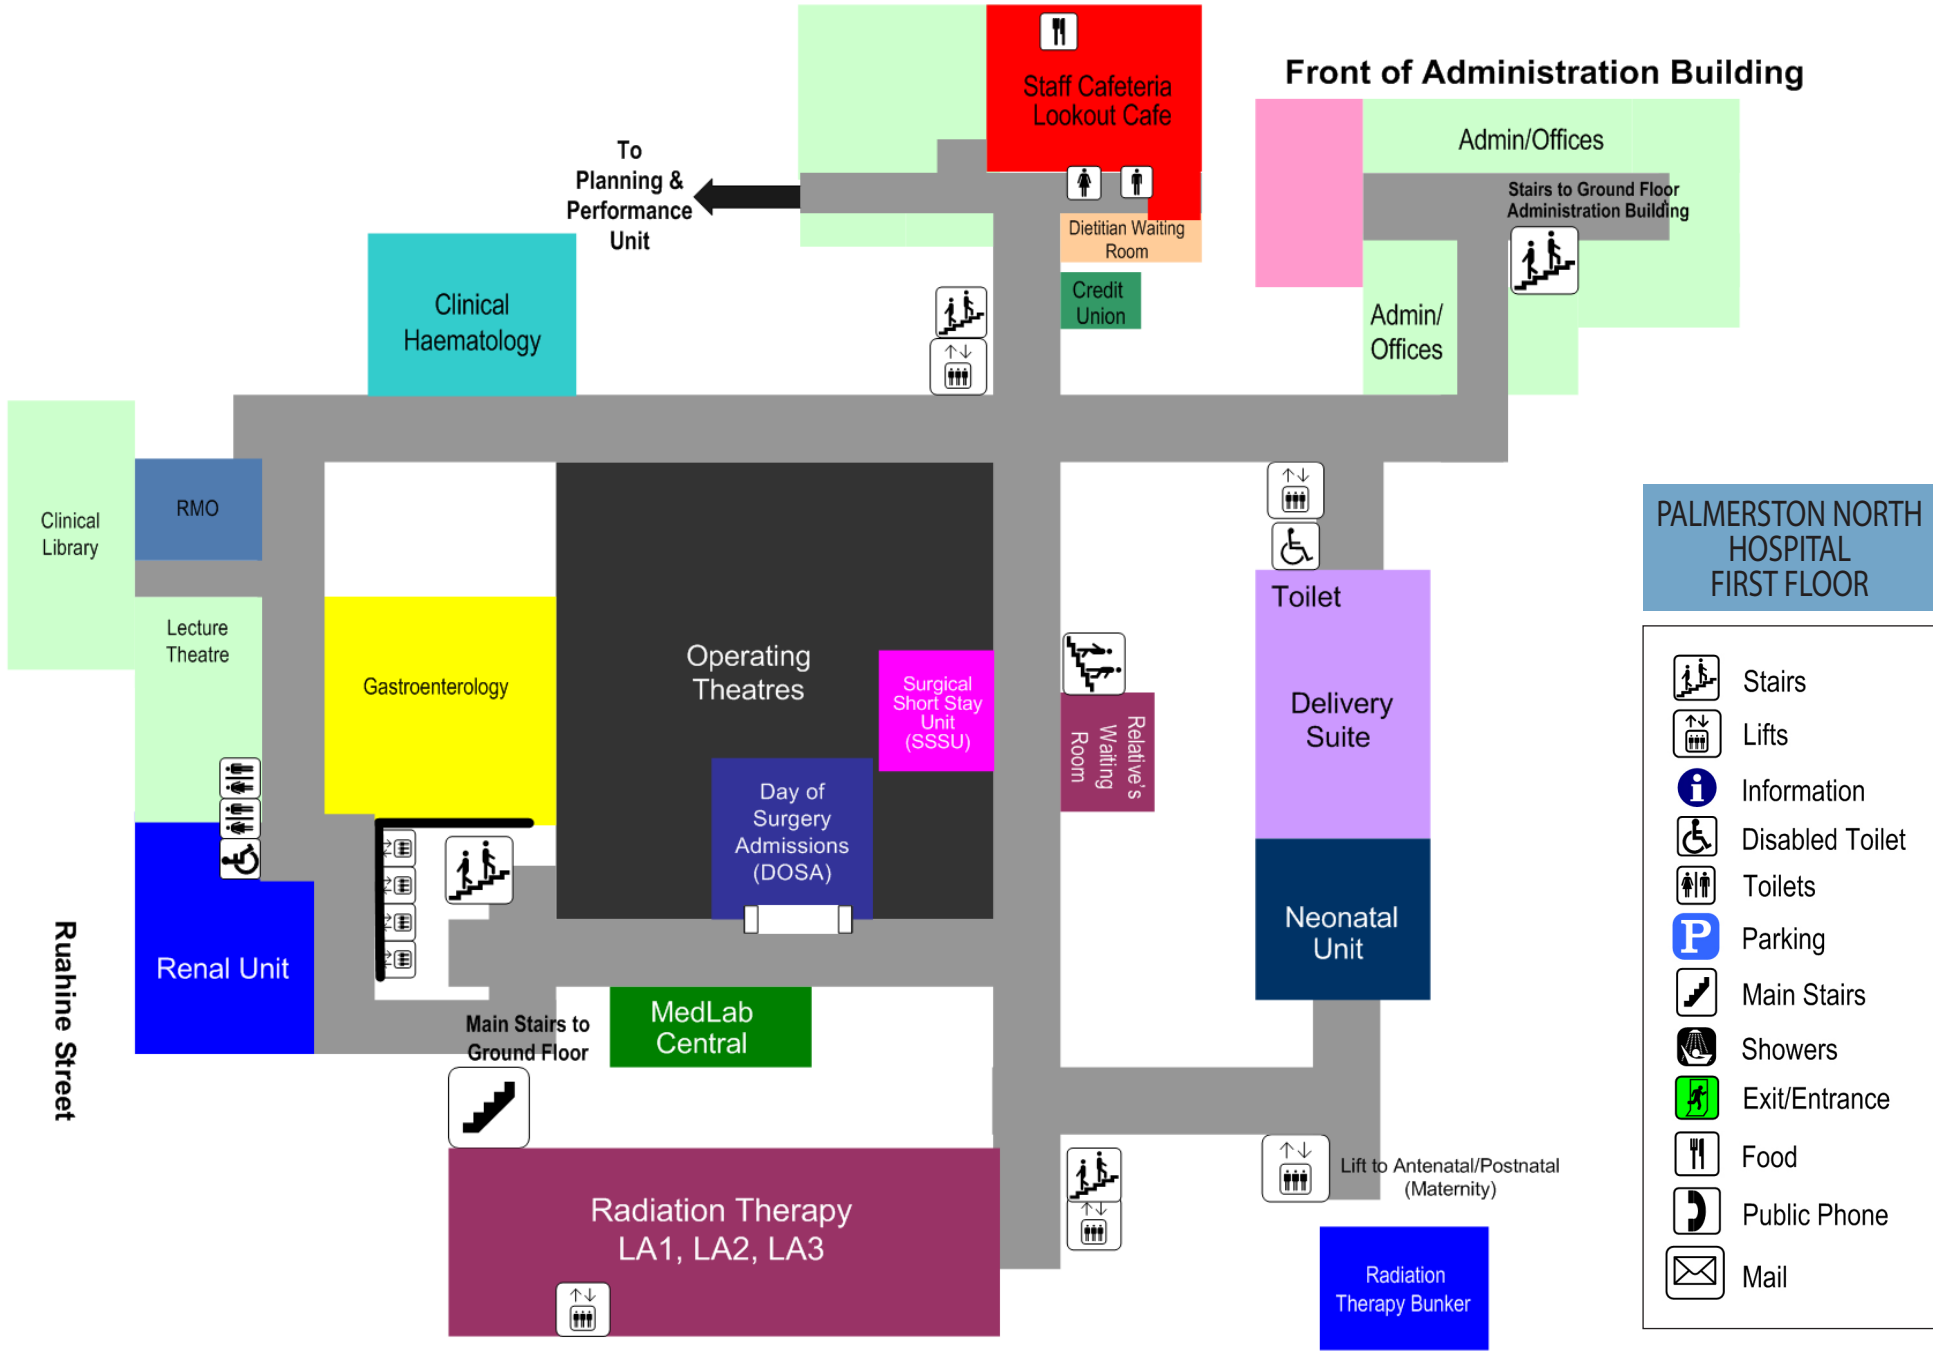 Staff Cafeteria
Lookout Cafe
Front of Administration Building
Admin/Offices
To
Planning &
Performance
Unit
Stairs to Ground Floor
Administration Building
Dietitian Waiting
Room
Credit
Union
Clinical
Haematology
Admin/
Offices
Clinical
Library
RMO
Lecture
Theatre
Gastroenterology
Operating
Theatres
Surgical
Short Stay
Unit
(SSSU)
Relative's
Waiting
Room
Toilet
Delivery
Suite
Day of
Surgery
Admissions
(DOSA)
Neonatal
Unit
Ruahine Street
Renal Unit
Main Stairs to
Ground Floor
MedLab
Central
Radiation Therapy
LA1, LA2, LA3
Lift to Antenatal/Postnatal
(Maternity)
Radiation
Therapy Bunker
PALMERSTON NORTH
HOSPITAL
FIRST FLOOR
Stairs
Lifts
i Information
Disabled Toilet
Toilets
P Parking
Main Stairs
Showers
Exit/Entrance
Food
Public Phone
Mail